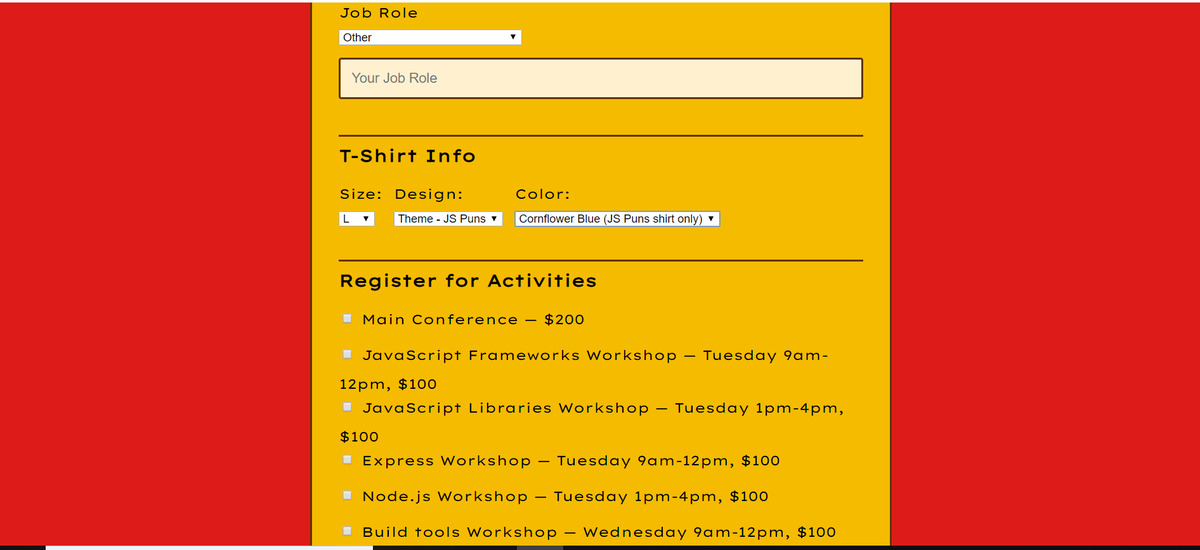 Job Role
Other
Your Job Role
T-Shirt Info
Size: Design: Color:
L Theme - JS Puns Cornflower Blue (JS Puns shirt only)
Register for Activities
Main Conference — $200
JavaScript Frameworks Workshop — Tuesday 9am-
12pm, $100
JavaScript Libraries Workshop — Tuesday 1pm-4pm,
$100
Express Workshop — Tuesday 9am-12pm, $100
Node.js Workshop — Tuesday 1pm-4pm, $100
Build tools Workshop — Wednesday 9am-12pm, $100